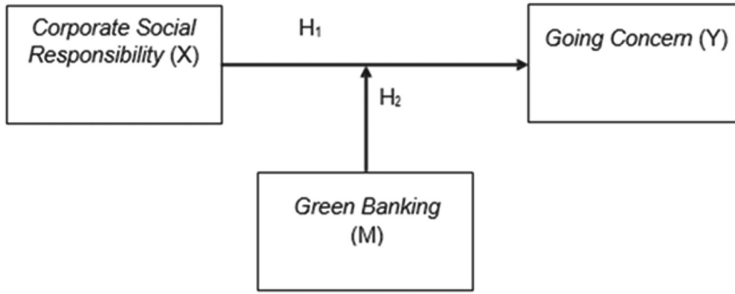 Corporate Social
Responsibility (X)
H₁
Going Concern (Y)
H₂
Green Banking
(M)